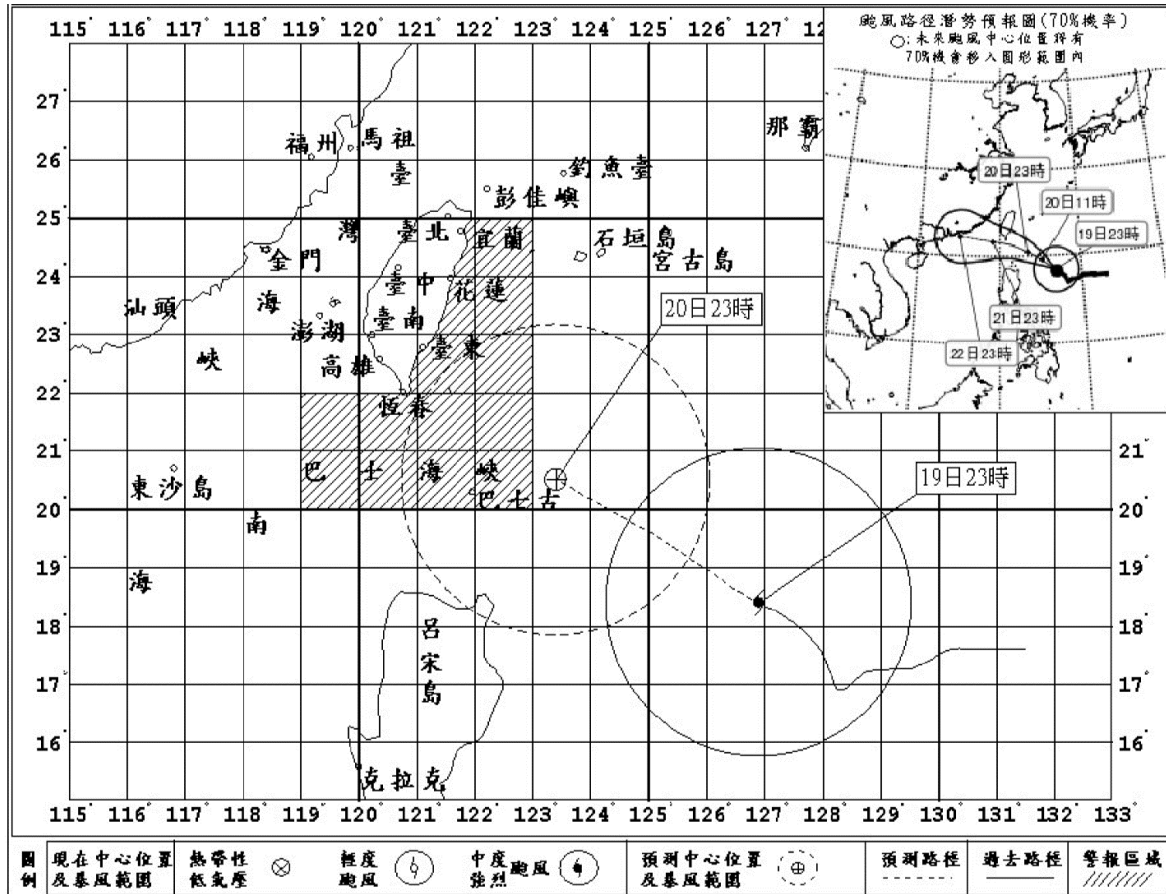 115° 116° 117° 118° 119° 120° 121° 122° 123° 124° 125° 126° 127° 12
颱風路徑潛勢預報圖(70%機率)
○:未來颱風中心位置將有
70%機會移入圓形範圍內
20日23時
20日11時
19日23時
21日23時
22日23時
27°
26°
25°
24°
23°
22°
21°
20°
19°
18°
17°
16°
21°
20°
19°
18°
17°
16°
那霸
福州
馬祖
釣魚臺
彭佳嶼
臺灣海峽
臺北
宜蘭
石垣島
宮古島
金門
臺中
花蓮
汕頭
澎湖
臺南
臺東
高雄
恆春
20日23時
巴士海峽
巴士古
東沙島
19日23時
南海
呂宋島
克拉克
115° 116° 117° 118° 119° 120° 121° 122° 123° 124° 125° 126° 127° 128° 129° 130° 131° 132° 133°
圖例
現在中心位置及暴風範圍
熱帶性低氣壓
輕度颱風
中度強烈颱風
預測中心位置及暴風範圍
預測路徑
過去路徑
警報區域